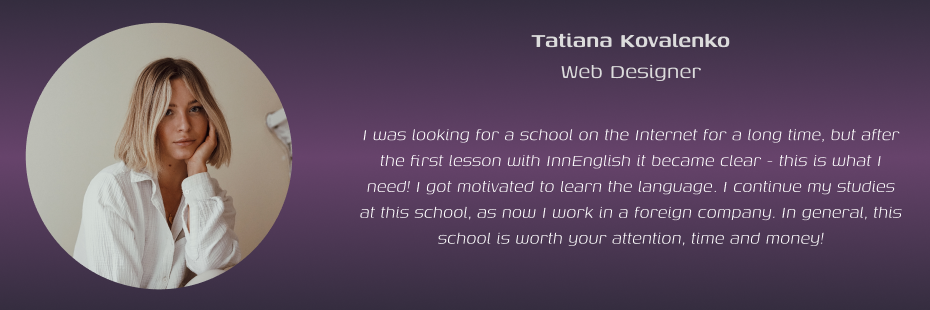 Tatiana Kovalenko
Web Designer
I was looking for a school on the Internet for a long time, but after
the first lesson with InnEnglish it became clear - this is what I
need! I got motivated to learn the language. I continue my studies
at this school, as now I work in a foreign company. In general, this
school is worth your attention, time and money!